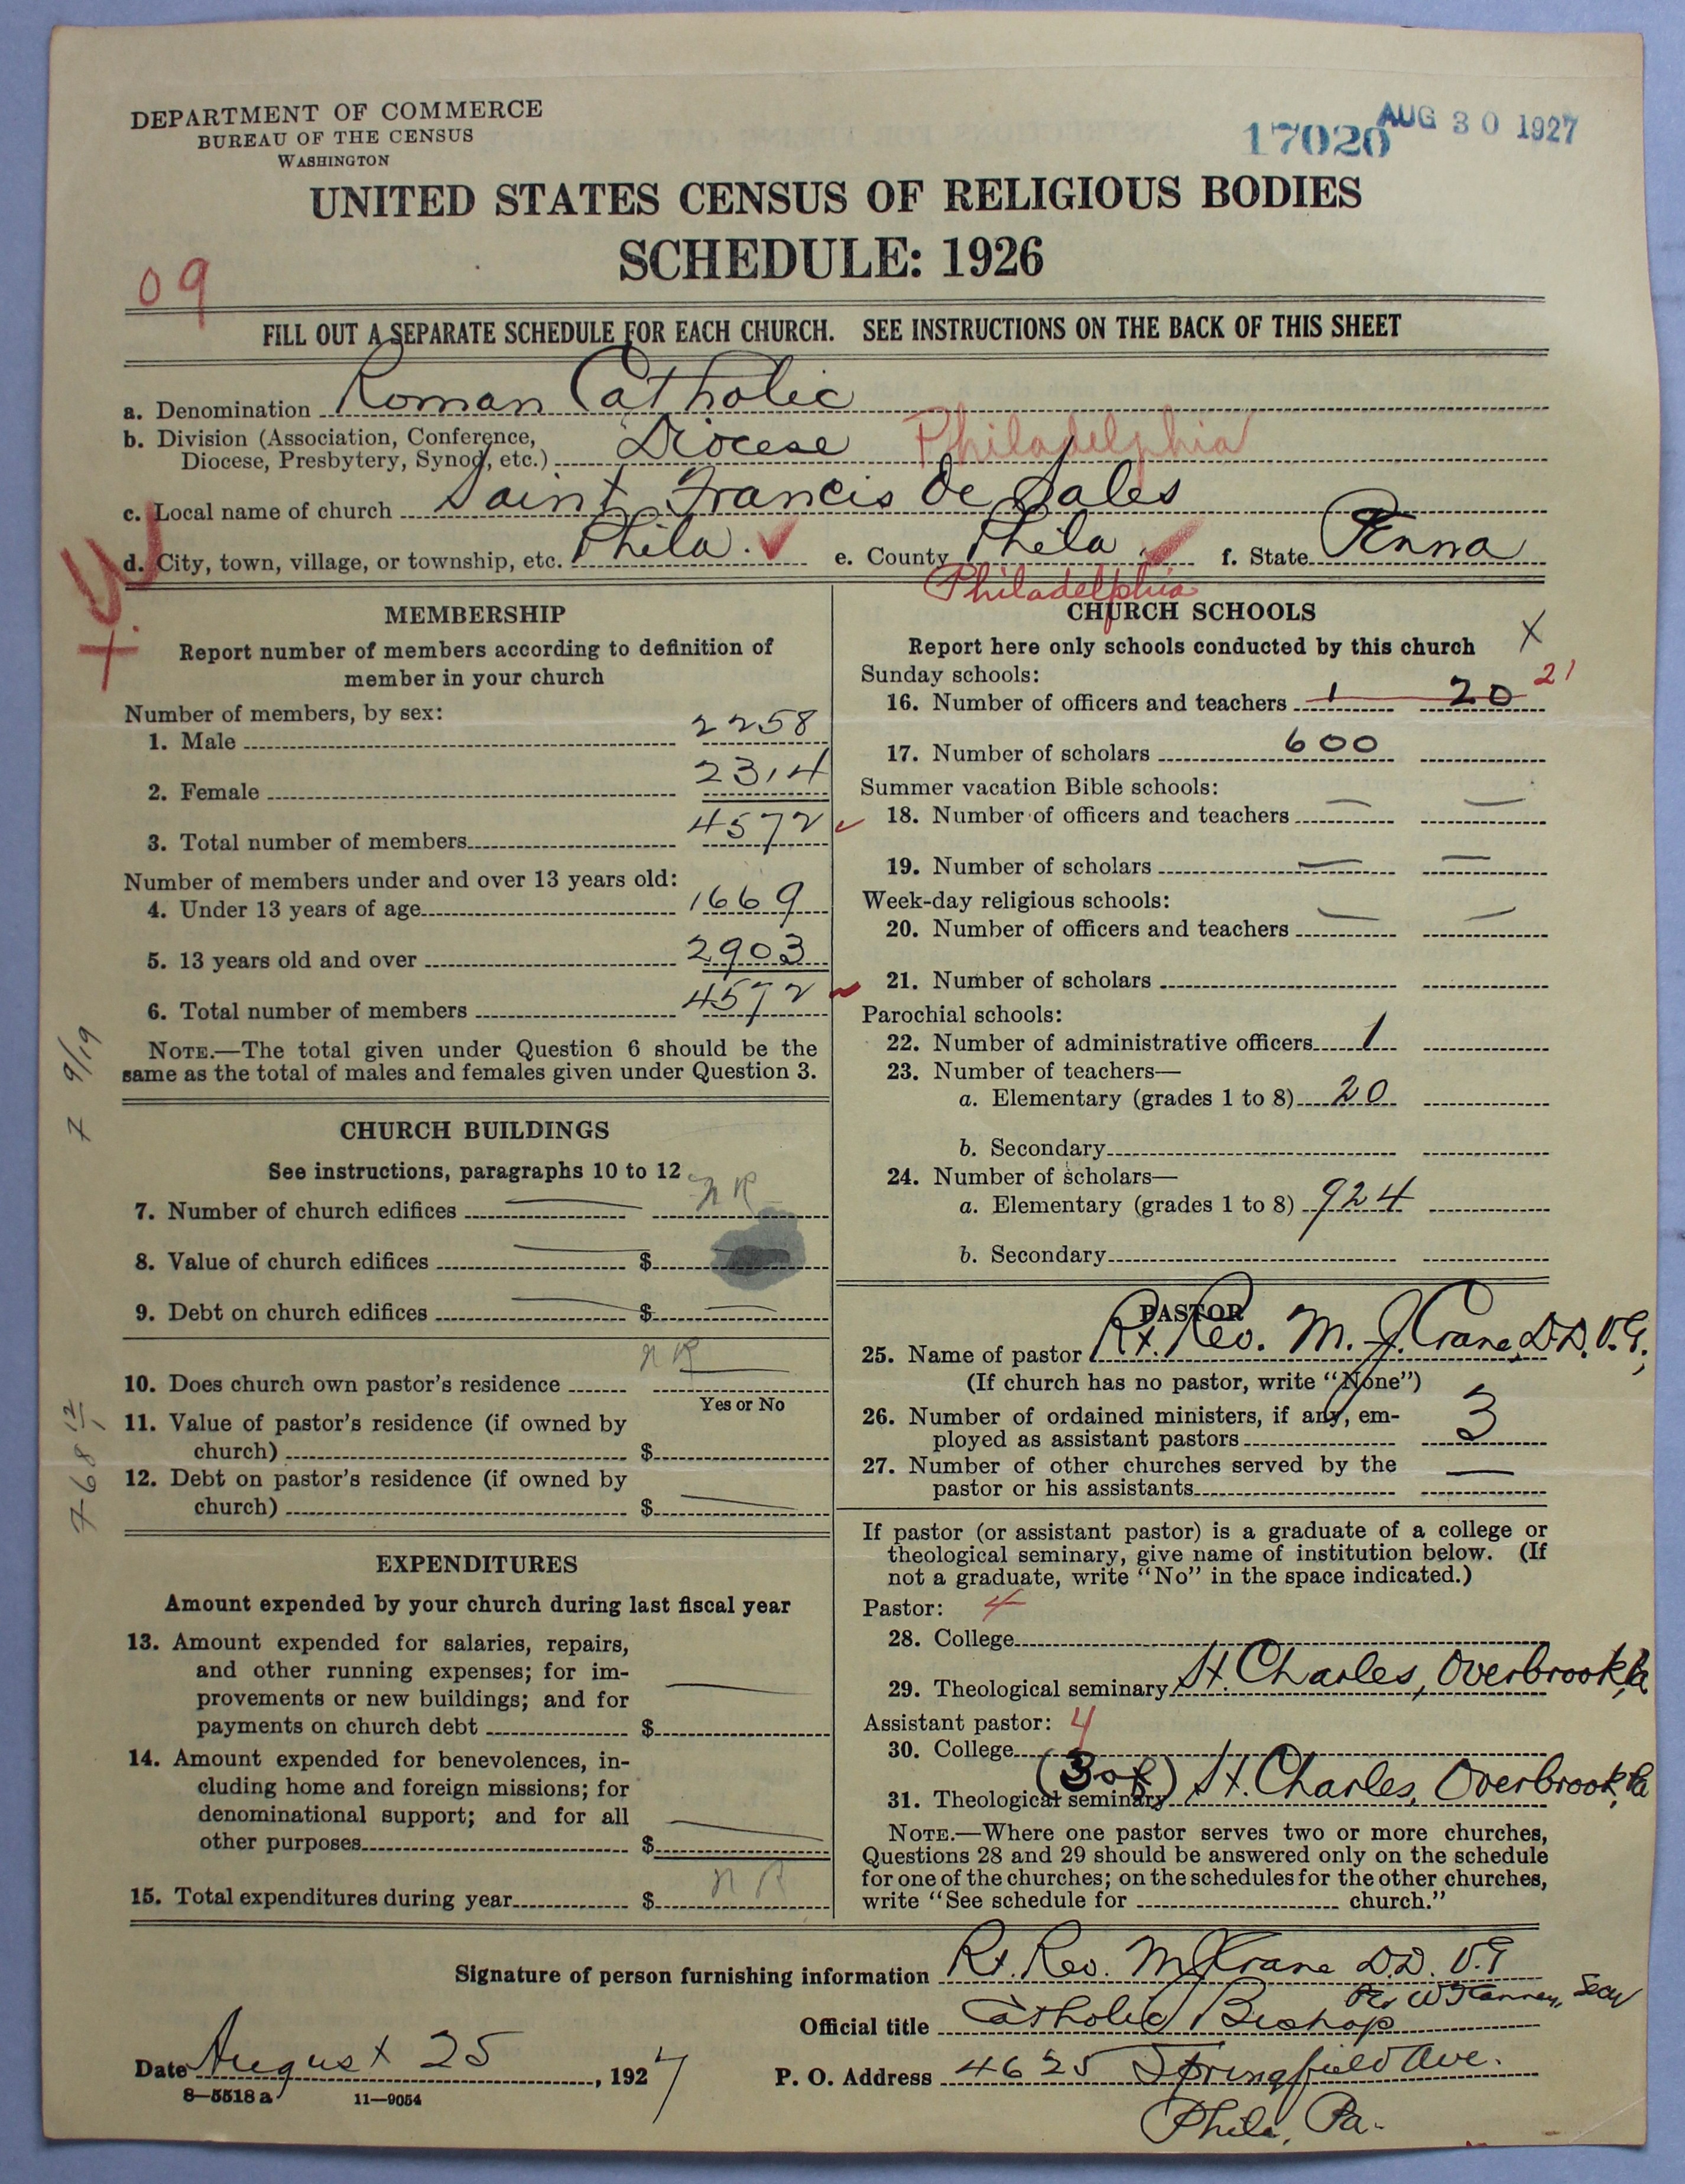 DEPARTMENT OF COMMERCE
BUREAU OF THE CENSUS
WASHINGTON
17020 AUG 30 1927
UNITED STATES CENSUS OF RELIGIOUS BODIES
SCHEDULE: 1926
09
FILL OUT A SEPARATE SCHEDULE FOR EACH CHURCH. SEE INSTRUCTIONS ON THE BACK OF THIS SHEET
a. Denomination Roman Catholic
b. Division (Association, Conference,
Diocese, Presbytery, Synod, etc.) Diocese Philadelphia
c. Local name of church Saint Francis de Sales
d. City, town, village, or township, etc. Phila. e. County Phila. f. State Penna
Philadelphia
MEMBERSHIP
Report number of members according to definition of
member in your church
Number of members, by sex:
1. Male 2258
2. Female 2314
3. Total number of members 4572
Number of members under and over 13 years old:
4. Under 13 years of age 1669
5. 13 years old and over 2903
6. Total number of members 4572
NOTE.—The total given under Question 6 should be the
same as the total of males and females given under Question 3.
7 9/19
CHURCH BUILDINGS
See instructions, paragraphs 10 to 12
7. Number of church edifices — NR
8. Value of church edifices — $
9. Debt on church edifices — $ —
NR
10. Does church own pastor's residence —
Yes or No
11. Value of pastor's residence (if owned by
church) $
12. Debt on pastor's residence (if owned by
church) $ —
EXPENDITURES
Amount expended by your church during last fiscal year
13. Amount expended for salaries, repairs,
and other running expenses; for im-
provements or new buildings; and for
payments on church debt $ —
14. Amount expended for benevolences, in-
cluding home and foreign missions; for
denominational support; and for all
other purposes $ —
15. Total expenditures during year $ NR
CHURCH SCHOOLS
Report here only schools conducted by this church X
Sunday schools:
16. Number of officers and teachers 1 20 21
17. Number of scholars 600
Summer vacation Bible schools:
18. Number of officers and teachers — —
19. Number of scholars — —
Week-day religious schools:
20. Number of officers and teachers — —
21. Number of scholars
Parochial schools:
22. Number of administrative officers 1
23. Number of teachers—
a. Elementary (grades 1 to 8) 20
b. Secondary
24. Number of scholars—
a. Elementary (grades 1 to 8) 924
b. Secondary
PASTOR
25. Name of pastor Rt. Rev. M. J. Crane, D.D. V.G.,
(If church has no pastor, write "None")
26. Number of ordained ministers, if any, em-
ployed as assistant pastors 3
27. Number of other churches served by the
pastor or his assistants —
If pastor (or assistant pastor) is a graduate of a college or
theological seminary, give name of institution below. (If
not a graduate, write "No" in the space indicated.)
Pastor: 4
28. College
29. Theological seminary St. Charles, Overbrook, Pa
Assistant pastor: 4
30. College
31. Theological seminary (3 of) St. Charles, Overbrook, Pa
NOTE.—Where one pastor serves two or more churches,
Questions 28 and 29 should be answered only on the schedule
for one of the churches; on the schedules for the other churches,
write "See schedule for church."
Signature of person furnishing information Rt. Rev. M J Crane D.D. V.G
Secy
Official title Catholic Bishop
Date August 25, 1927
P. O. Address 4625 Springfield Ave.
Phila, Pa.
8—5518 a 11—9054